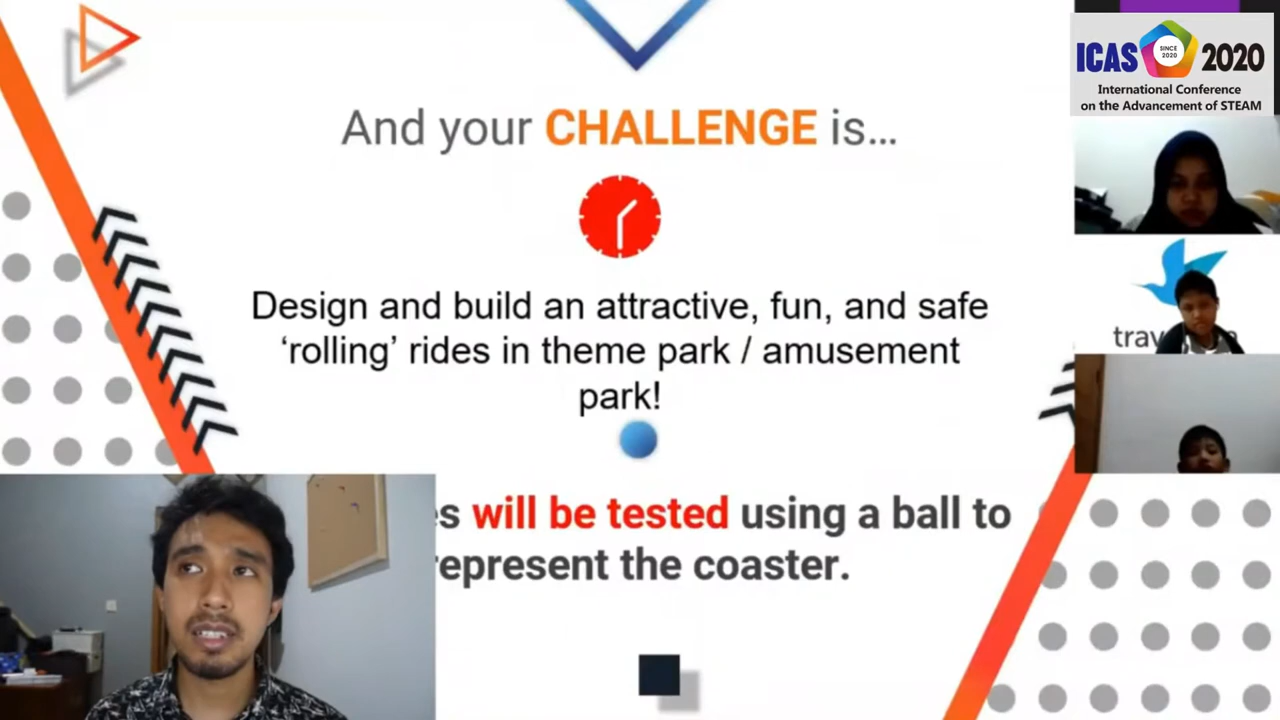 And your CHALLENGE is...
Design and build an attractive, fun, and safe
‘rolling’ rides in theme park / amusement
park!
will be tested using a ball to
represent the coaster.
ICAS SINCE 2020 2020
International Conference
on the Advancement of STEAM